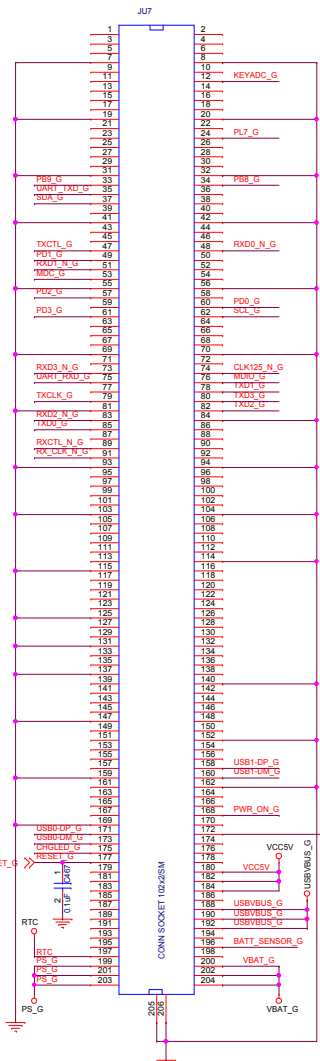 JU7
1 2
3 4
5 6
7 8
9 10
11 12 KEYADC_G
13 14
15 16
17 18
19 20
21 22
23 24 PL7_G
25 26
27 28
29 30
31 32
PB9_G 33 34 PB8_G
UART_TXD_G 35 36
SDA_G 37 38
39 40
41 42
43 44
45 46
TXCTL_G 47 48 RXD0_N_G
PD1_G 49 50
RXD1_N_G 51 52
MDC_G 53 54
55 56
PD2_G 57 58
59 60 PD0_G
PD3_G 61 62 SCL_G
63 64
65 66
67 68
69 70
71 72
RXD3_N_G 73 74 CLK125_N_G
UART_RXD_G 75 76 MDIO_G
77 78 TXD1_G
TXCLK_G 79 80 TXD3_G
81 82 TXD2_G
RXD2_N_G 83 84
TXD0_G 85 86
87 88
RXCTL_N_G 89 90
RX_CLK_N_G 91 92
93 94
95 96
97 98
99 100
101 102
103 104
105 106
107 108
109 110
111 112
113 114
115 116
117 118
119 120
121 122
123 124
125 126
127 128
129 130
131 132
133 134
135 136
137 138
139 140
141 142
143 144
145 146
147 148
149 150
151 152
153 154
155 156
157 158 USB1-DP_G
159 160 USB1-DM_G
161 162
163 164
165 166
167 168 PWR_ON_G
169 170
USB0-DP_G 171 172
USB0-DM_G 173 174
CHGLED_G 175 176
RESET_G 177 178
VCC5V
179 180 VCC5V
181 182
183 184
185 186
187 188 USBVBUS_G
189 190 USBVBUS_G
191 192 USBVBUS_G
193 194
195 196 BATT_SENSOR_G
RTC 197 198
PS_G 199 200 VBAT_G
PS_G 201 202
PS_G 203 204
205 206
CONN SOCKET 102x2/SM
1
C467
0.1uF
2
RTC
PS_G
USBVBUS_G
VBAT_G